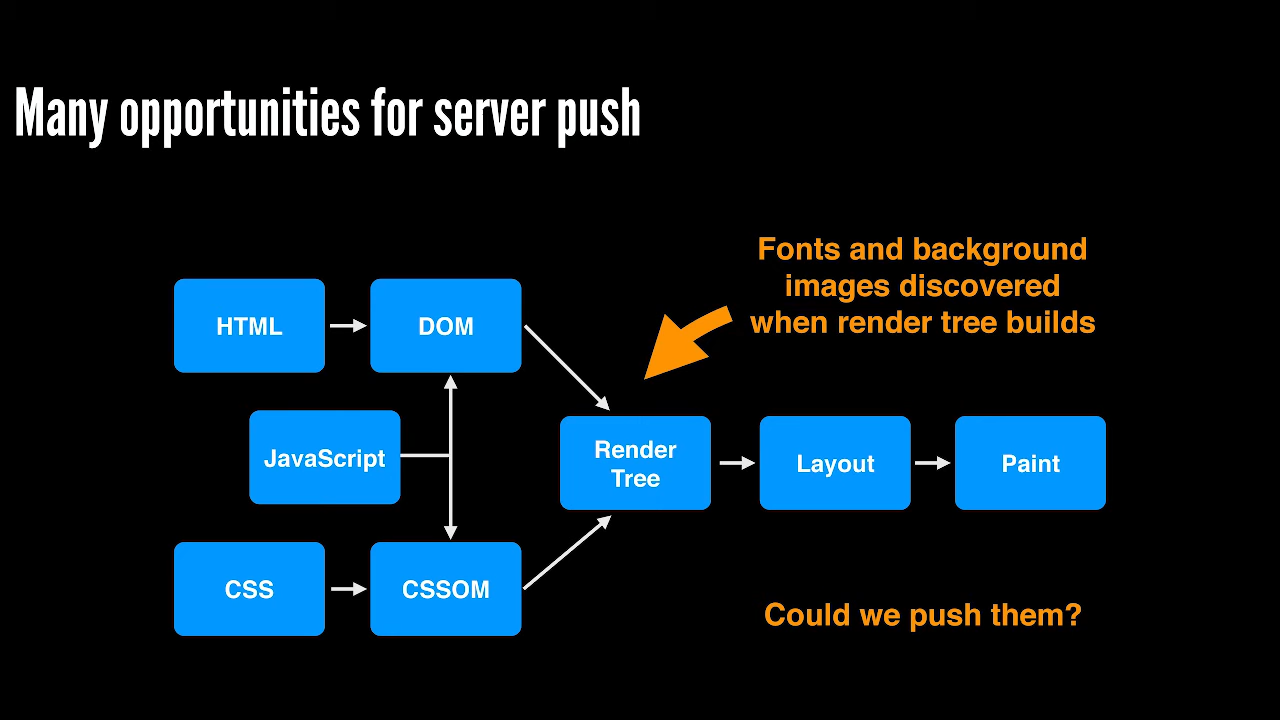 Many opportunities for server push
Fonts and background
images discovered
when render tree builds
HTML
DOM
JavaScript
Render
Tree
Layout
Paint
CSS
CSSOM
Could we push them?